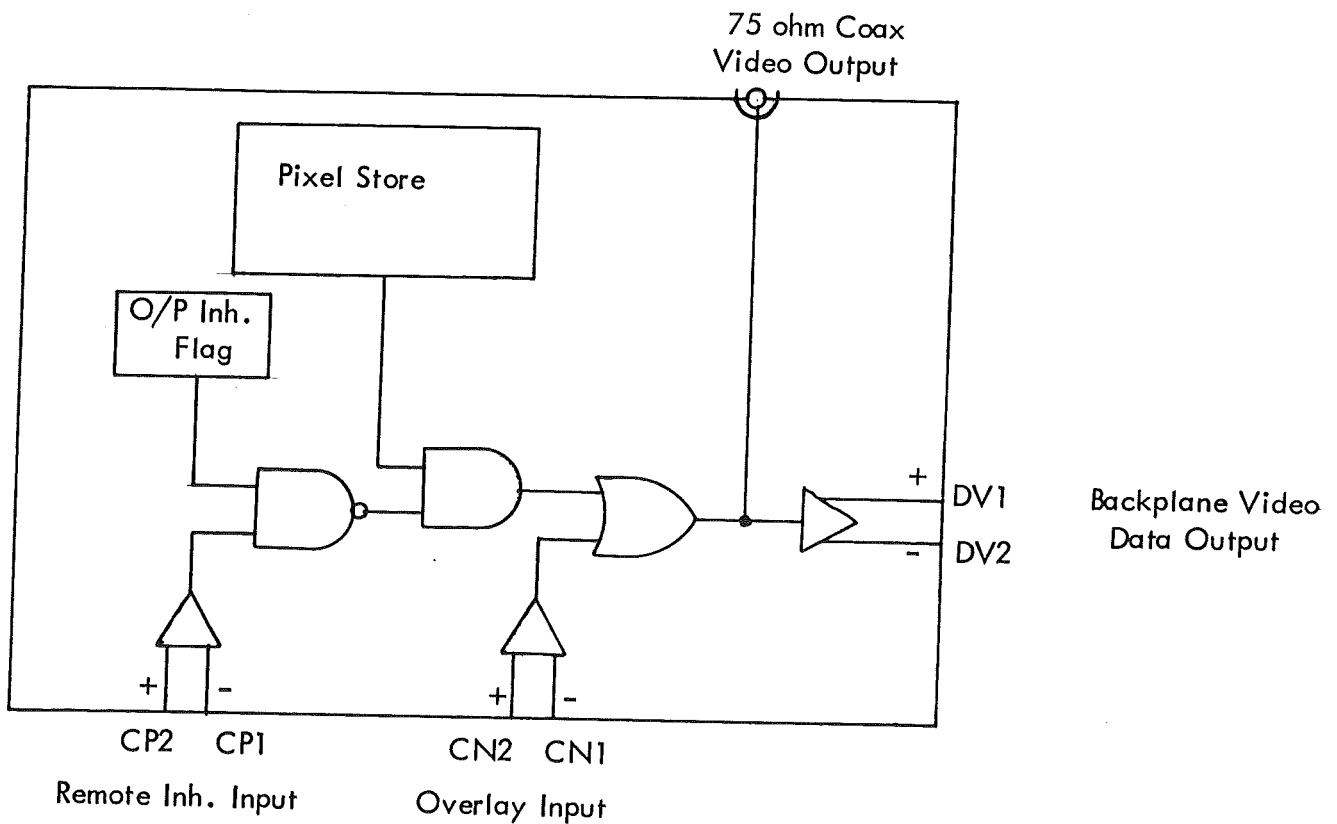 75 ohm Coax
Video Output
Pixel Store
O/P Inh.
Flag
+
DV1
-
DV2
Backplane Video
Data Output
+
-
+
-
CP2
CP1
CN2
CN1
Remote Inh. Input
Overlay Input